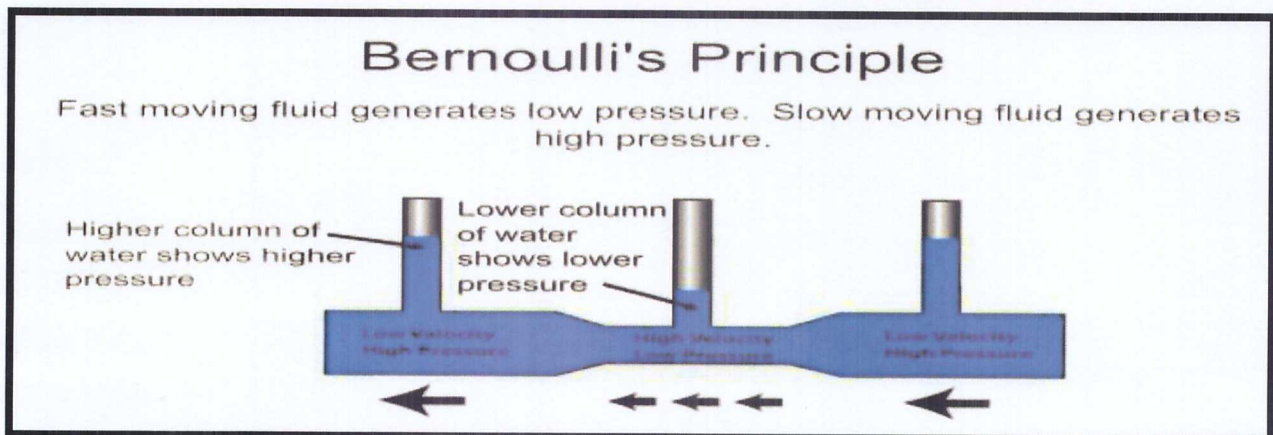 Bernoulli's Principle
Fast moving fluid generates low pressure.  Slow moving fluid generates
high pressure.
Higher column of
water shows higher
pressure
Lower column
of water
shows lower
pressure
Low Velocity
High Pressure
High Velocity
Low Pressure
Low Velocity
High Pressure